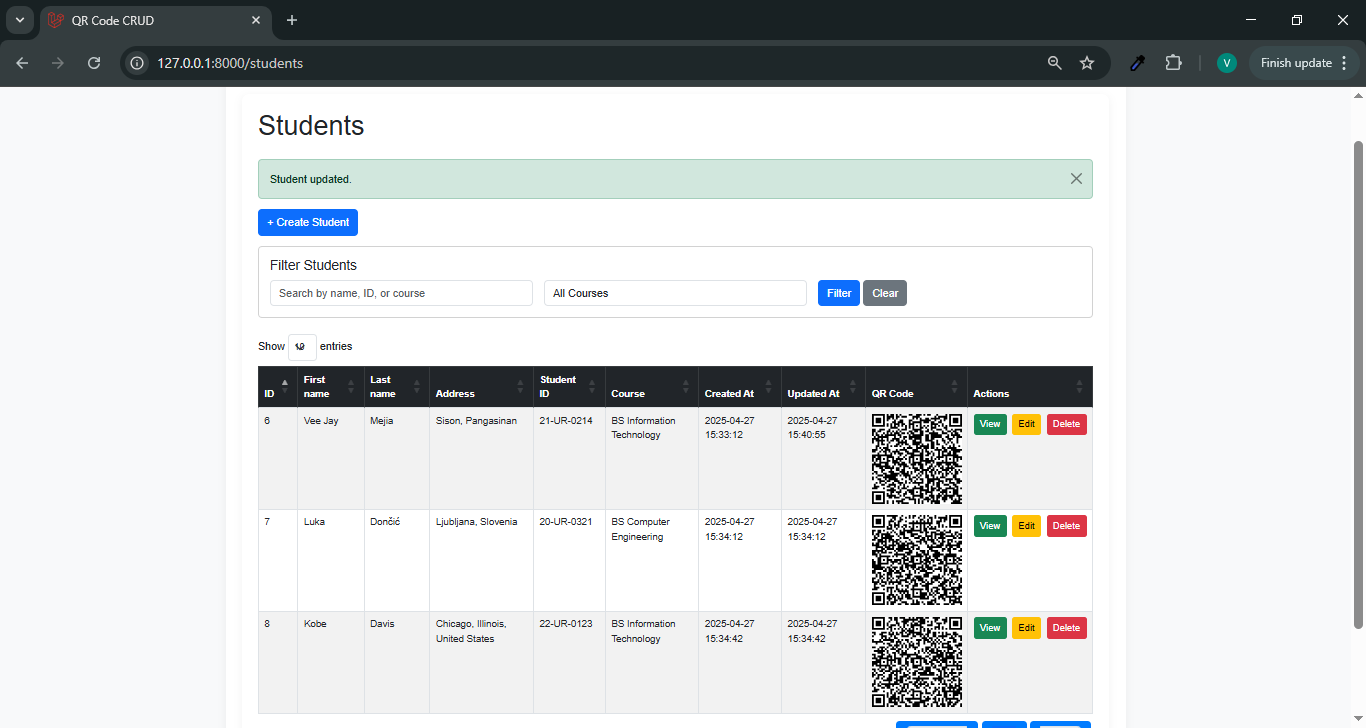 QR Code CRUD
127.0.0.1:8000/students
V
Finish update
Students
Student updated.
+ Create Student
Filter Students
Search by name, ID, or course
All Courses
Filter
Clear
Show
entries
ID First name Last name Address Student ID Course Created At Updated At QR Code Actions
6 Vee Jay Mejia Sison, Pangasinan 21-UR-0214 BS Information 2025-04-27 2025-04-27 View Edit Delete
Technology 15:33:12 15:40:55
7 Luka Dončić Ljubljana, Slovenia 20-UR-0321 BS Computer 2025-04-27 2025-04-27 View Edit Delete
Engineering 15:34:12 15:34:12
8 Kobe Davis Chicago, Illinois, 22-UR-0123 BS Information 2025-04-27 2025-04-27 View Edit Delete
United States Technology 15:34:42 15:34:42